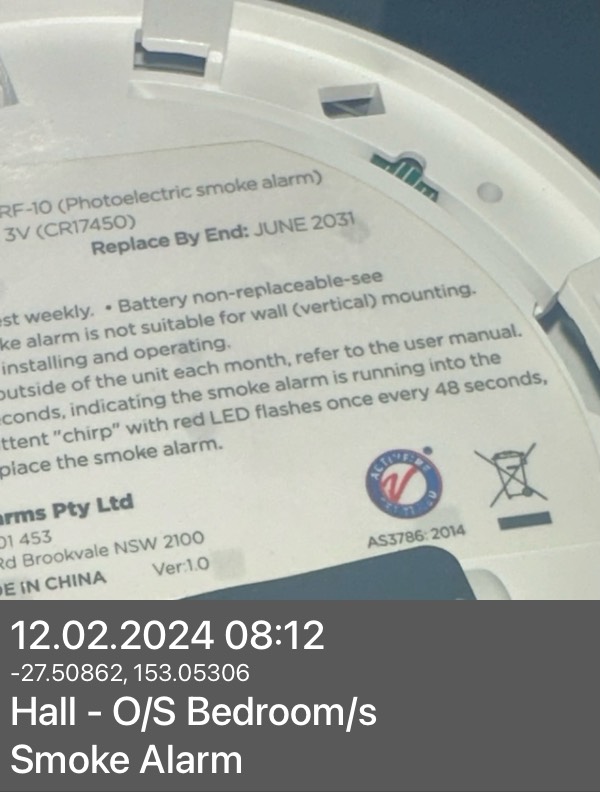 RF-10 (Photoelectric smoke alarm)
3V (CR17450)
Replace By End: JUNE 2031
st weekly. • Battery non-replaceable-see
ke alarm is not suitable for wall (vertical) mounting.
installing and operating.
outside of the unit each month, refer to the user manual.
conds, indicating the smoke alarm is running into the
ttent "chirp" with red LED flashes once every 48 seconds,
place the smoke alarm.
arms Pty Ltd
01 453
Rd Brookvale NSW 2100
DE IN CHINA
Ver:1.0
AS3786: 2014
12.02.2024 08:12
-27.50862, 153.05306
Hall - O/S Bedroom/s
Smoke Alarm